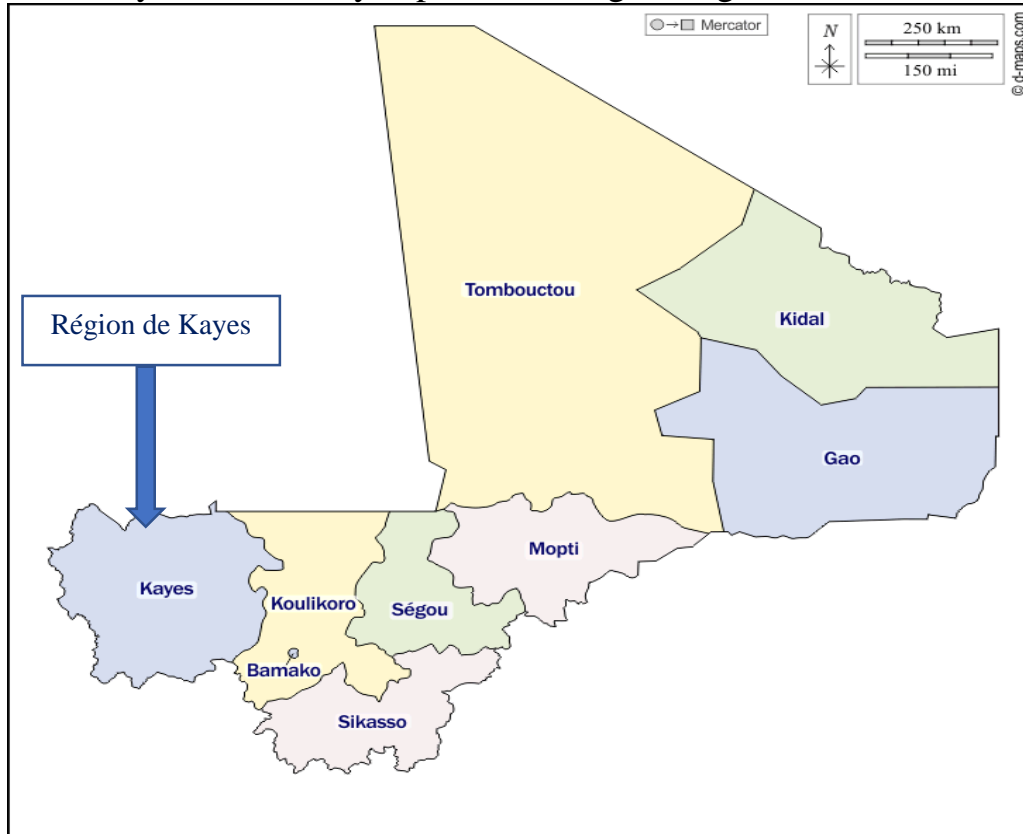 Mercator
N
250 km
150 mi
© d-maps.com
Tombouctou
Kidal
Région de Kayes
Gao
Mopti
Kayes
Koulikoro
Ségou
Bamako
Sikasso